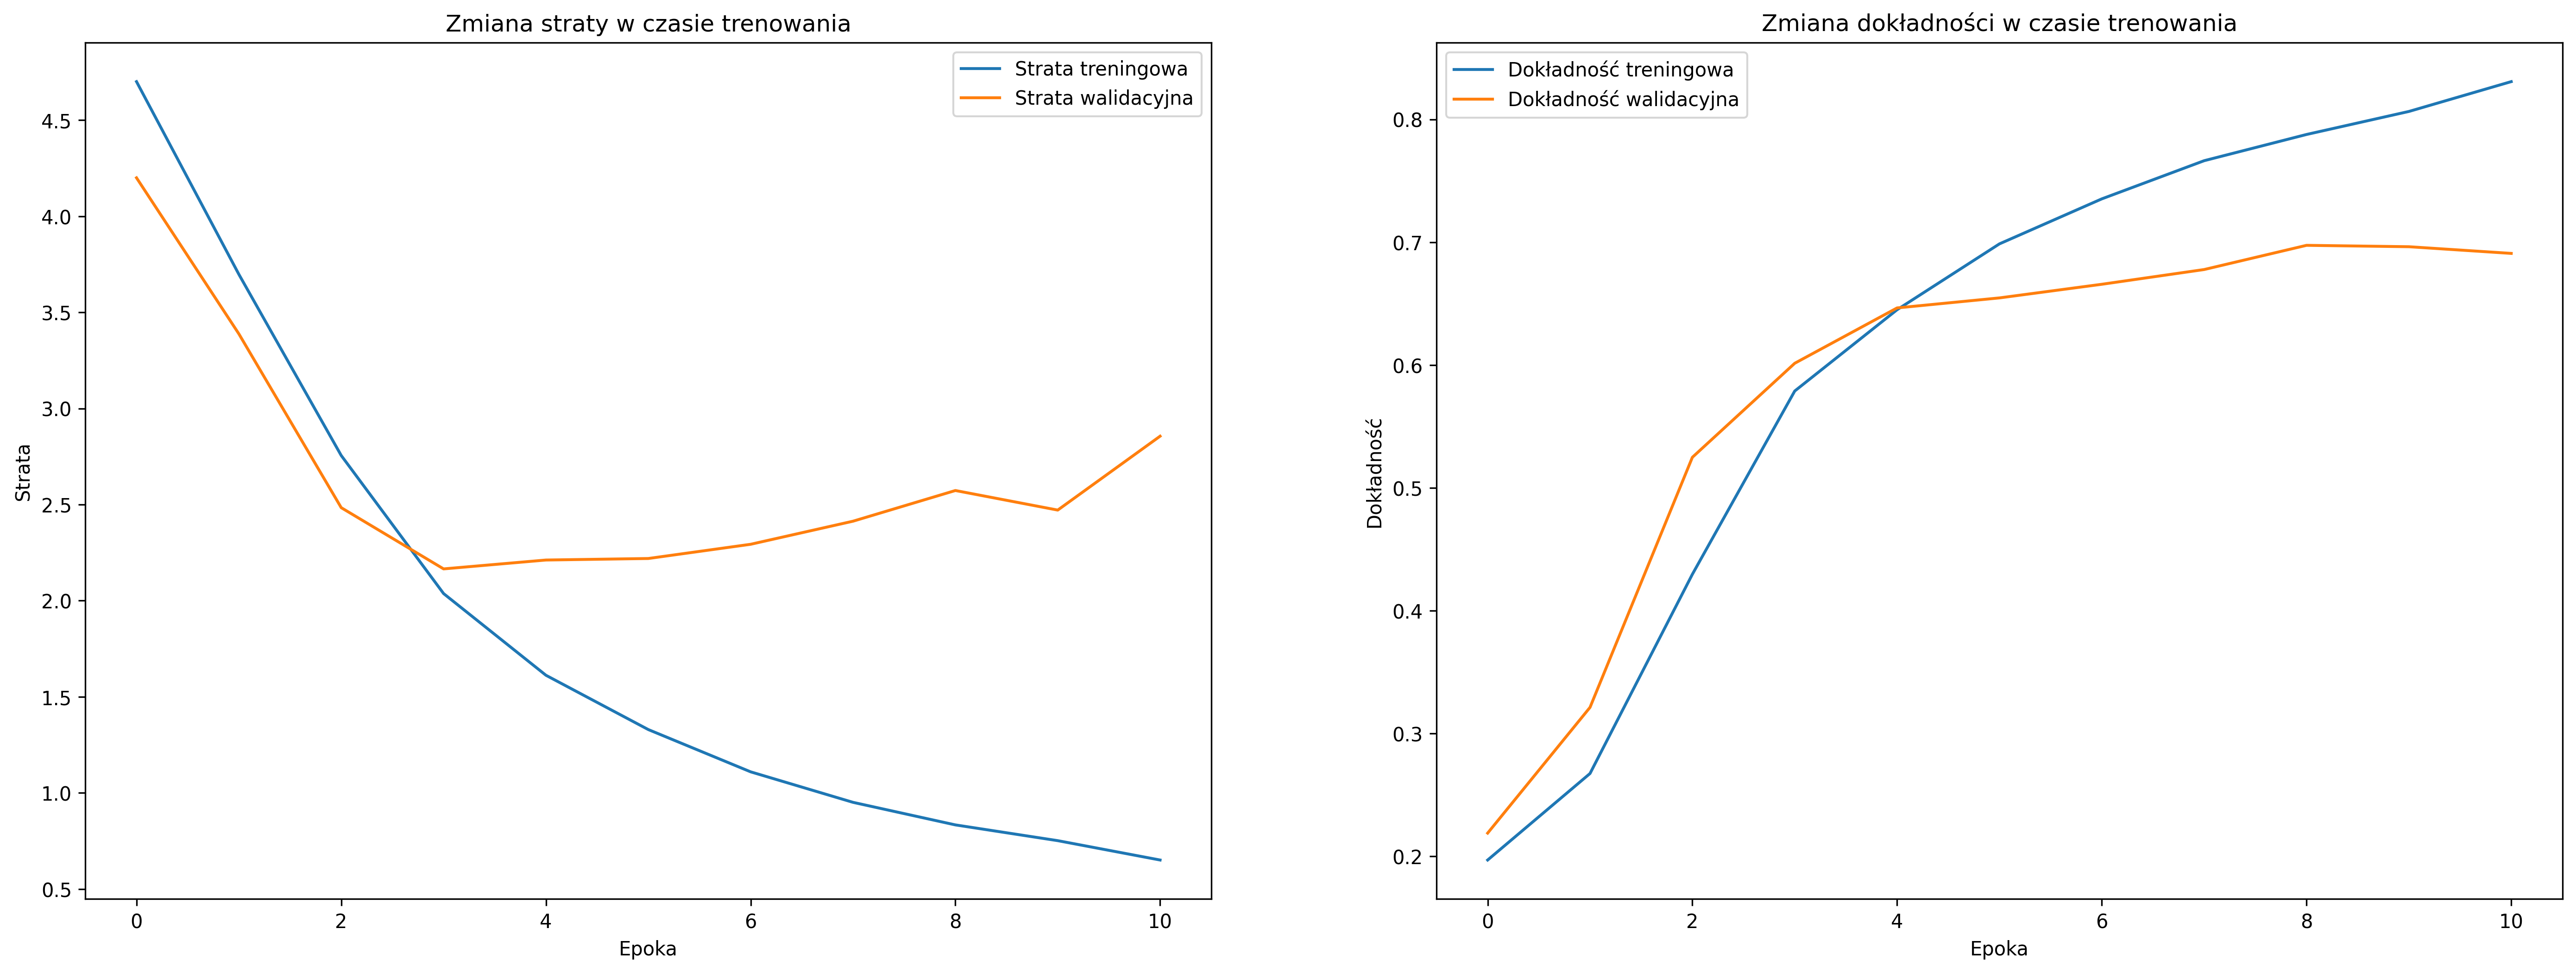 Zmiana straty w czasie trenowania
Strata treningowa
Strata walidacyjna
4.5
4.0
3.5
3.0
2.5
2.0
1.5
1.0
0.5
Strata
0 2 4 6 8 10
Epoka
Zmiana dokładności w czasie trenowania
Dokładność treningowa
Dokładność walidacyjna
0.8
0.7
0.6
0.5
0.4
0.3
0.2
Dokładność
0 2 4 6 8 10
Epoka